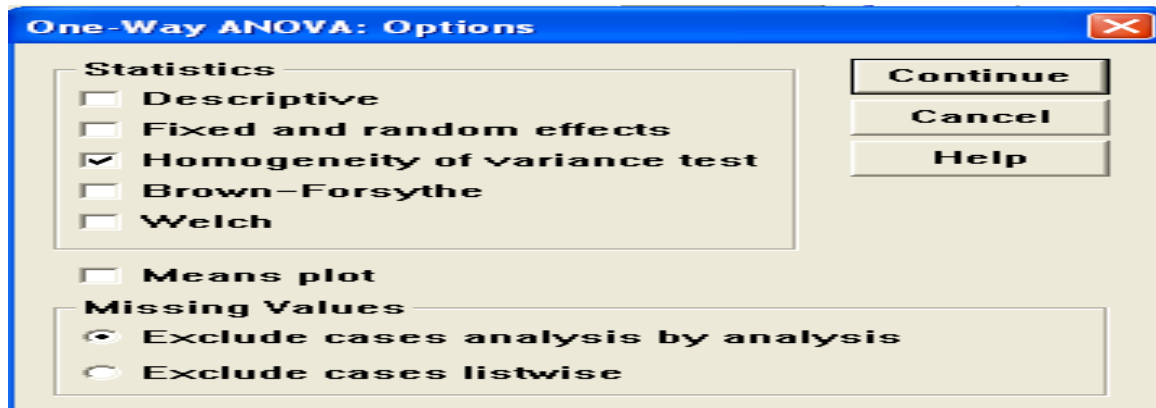 One-Way ANOVA: Options
Statistics
Descriptive
Fixed and random effects
Homogeneity of variance test
Brown-Forsythe
Welch
Means plot
Missing Values
Exclude cases analysis by analysis
Exclude cases listwise
Continue
Cancel
Help